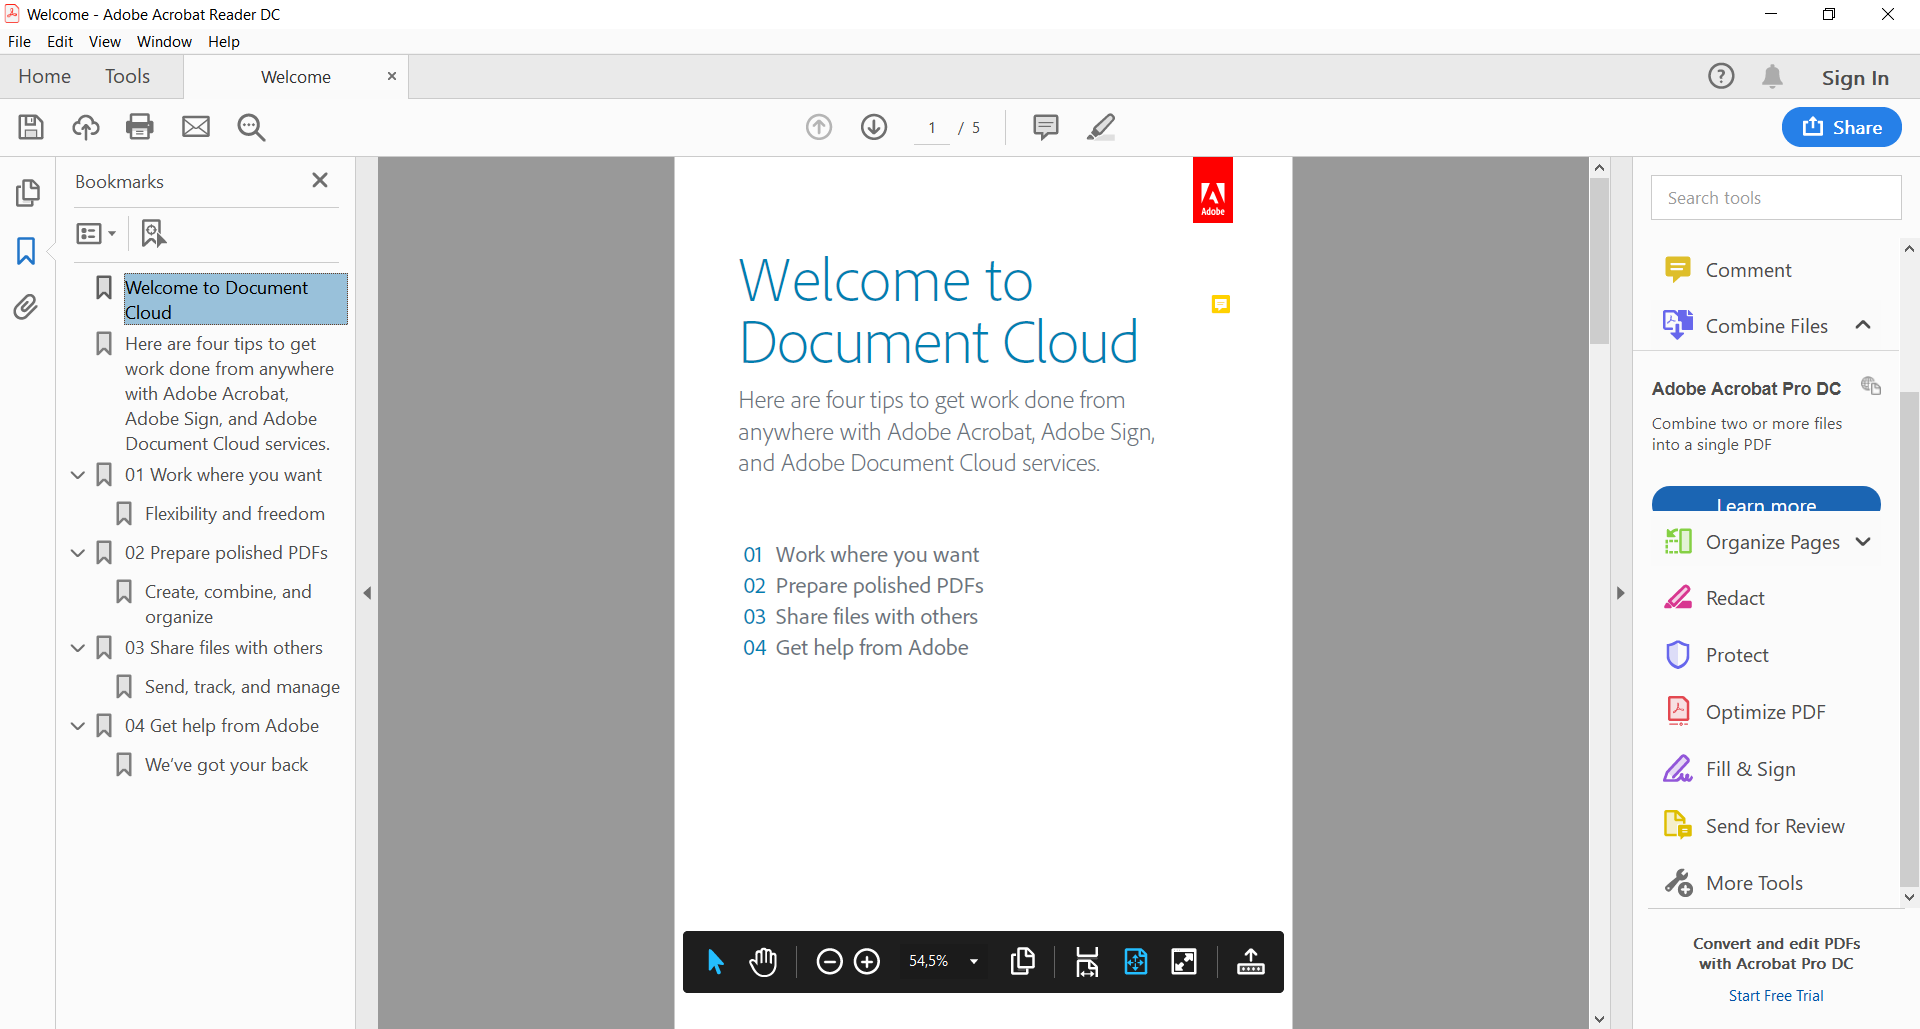 Welcome - Adobe Acrobat Reader DC
File Edit View Window Help
Home Tools Welcome Sign In
1 / 5
Share
Bookmarks
Welcome to Document
Cloud
Here are four tips to get
work done from anywhere
with Adobe Acrobat,
Adobe Sign, and Adobe
Document Cloud services.
01 Work where you want
Flexibility and freedom
02 Prepare polished PDFs
Create, combine, and
organize
03 Share files with others
Send, track, and manage
04 Get help from Adobe
We’ve got your back
Adobe
Welcome to
Document Cloud
Here are four tips to get work done from
anywhere with Adobe Acrobat, Adobe Sign,
and Adobe Document Cloud services.
01 Work where you want
02 Prepare polished PDFs
03 Share files with others
04 Get help from Adobe
54,5%
Search tools
Comment
Combine Files
Adobe Acrobat Pro DC
Combine two or more files
into a single PDF
Learn more
Organize Pages
Redact
Protect
Optimize PDF
Fill & Sign
Send for Review
More Tools
Convert and edit PDFs
with Acrobat Pro DC
Start Free Trial